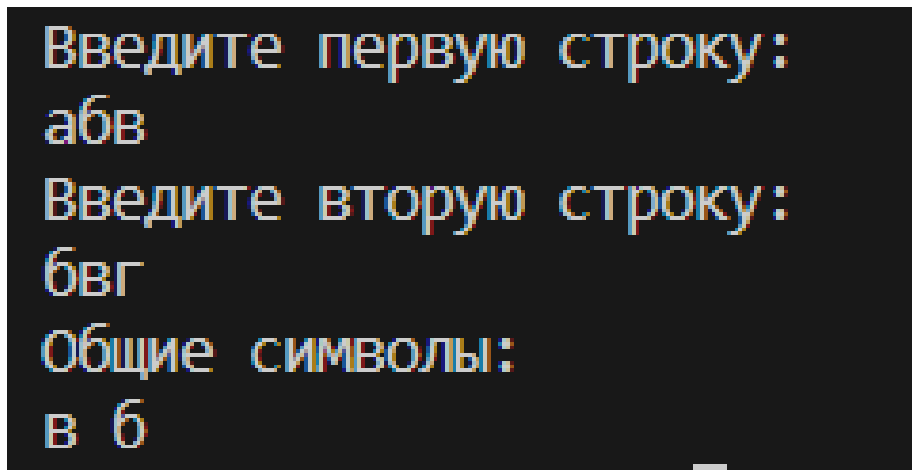 Введите первую строку:
абв
Введите вторую строку:
бвг
Общие символы:
в б